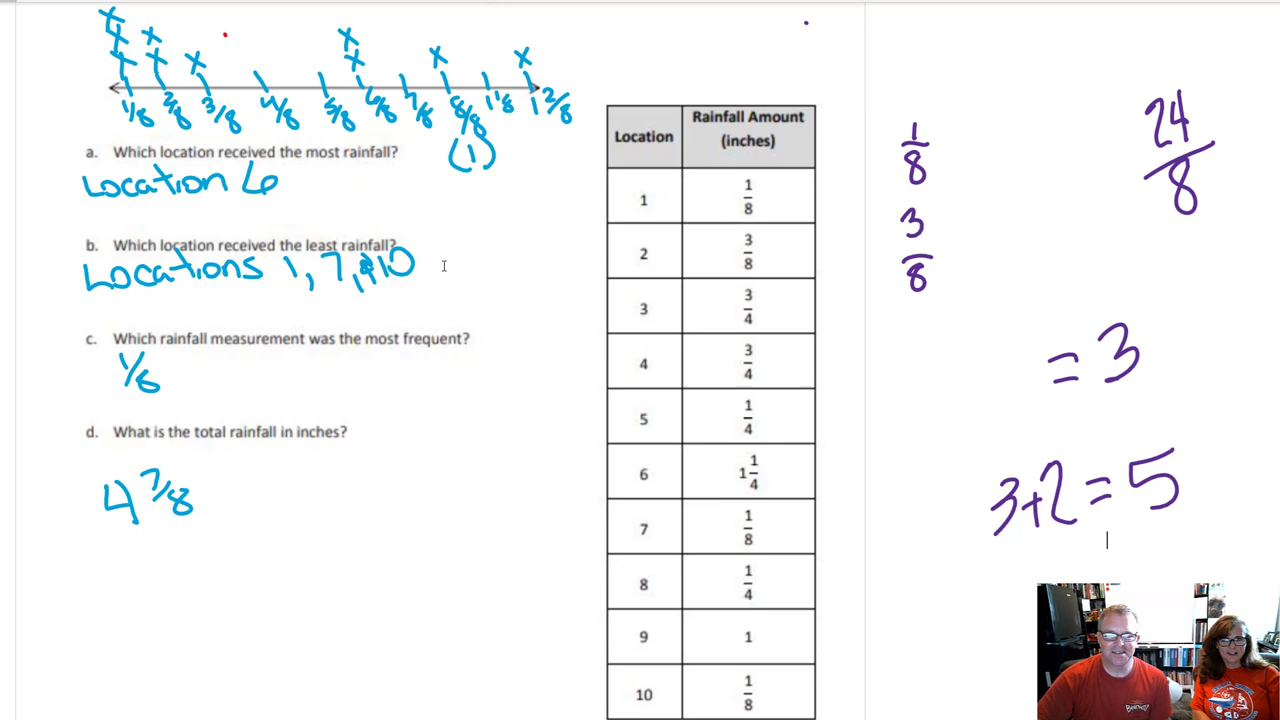 X
X X X
X X X X X X
1/8 2/8 3/8 4/8 5/8 6/8 7/8 8/8 1 1/8 1 2/8
(1)
a. Which location received the most rainfall?
Location 6
b. Which location received the least rainfall?
Locations 1, 7, &10
c. Which rainfall measurement was the most frequent?
1/8
d. What is the total rainfall in inches?
4 7/8
Location Rainfall Amount (inches)
1 1/8
2 3/8
3 3/4
4 3/4
5 1/4
6 1 1/4
7 1/8
8 1/4
9 1
10 1/8
1/8
3/8
24/8
= 3
3+2=5